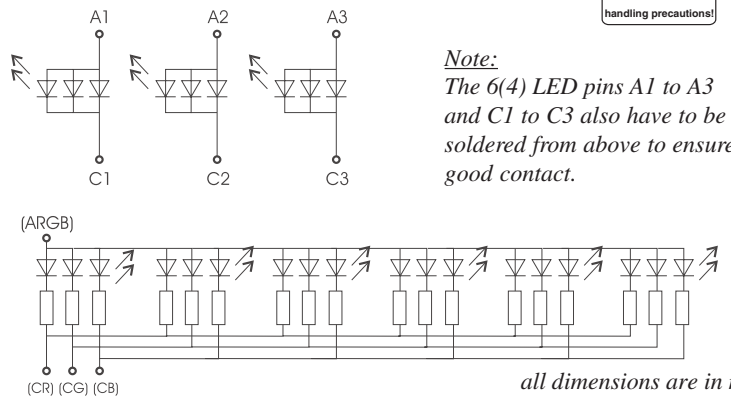 handling precautions!
A1 A2 A3
Note:
The 6(4) LED pins A1 to A3
and C1 to C3 also have to be
soldered from above to ensure
good contact.
C1 C2 C3
(ARGB)
(CR) (CG) (CB)
all dimensions are in